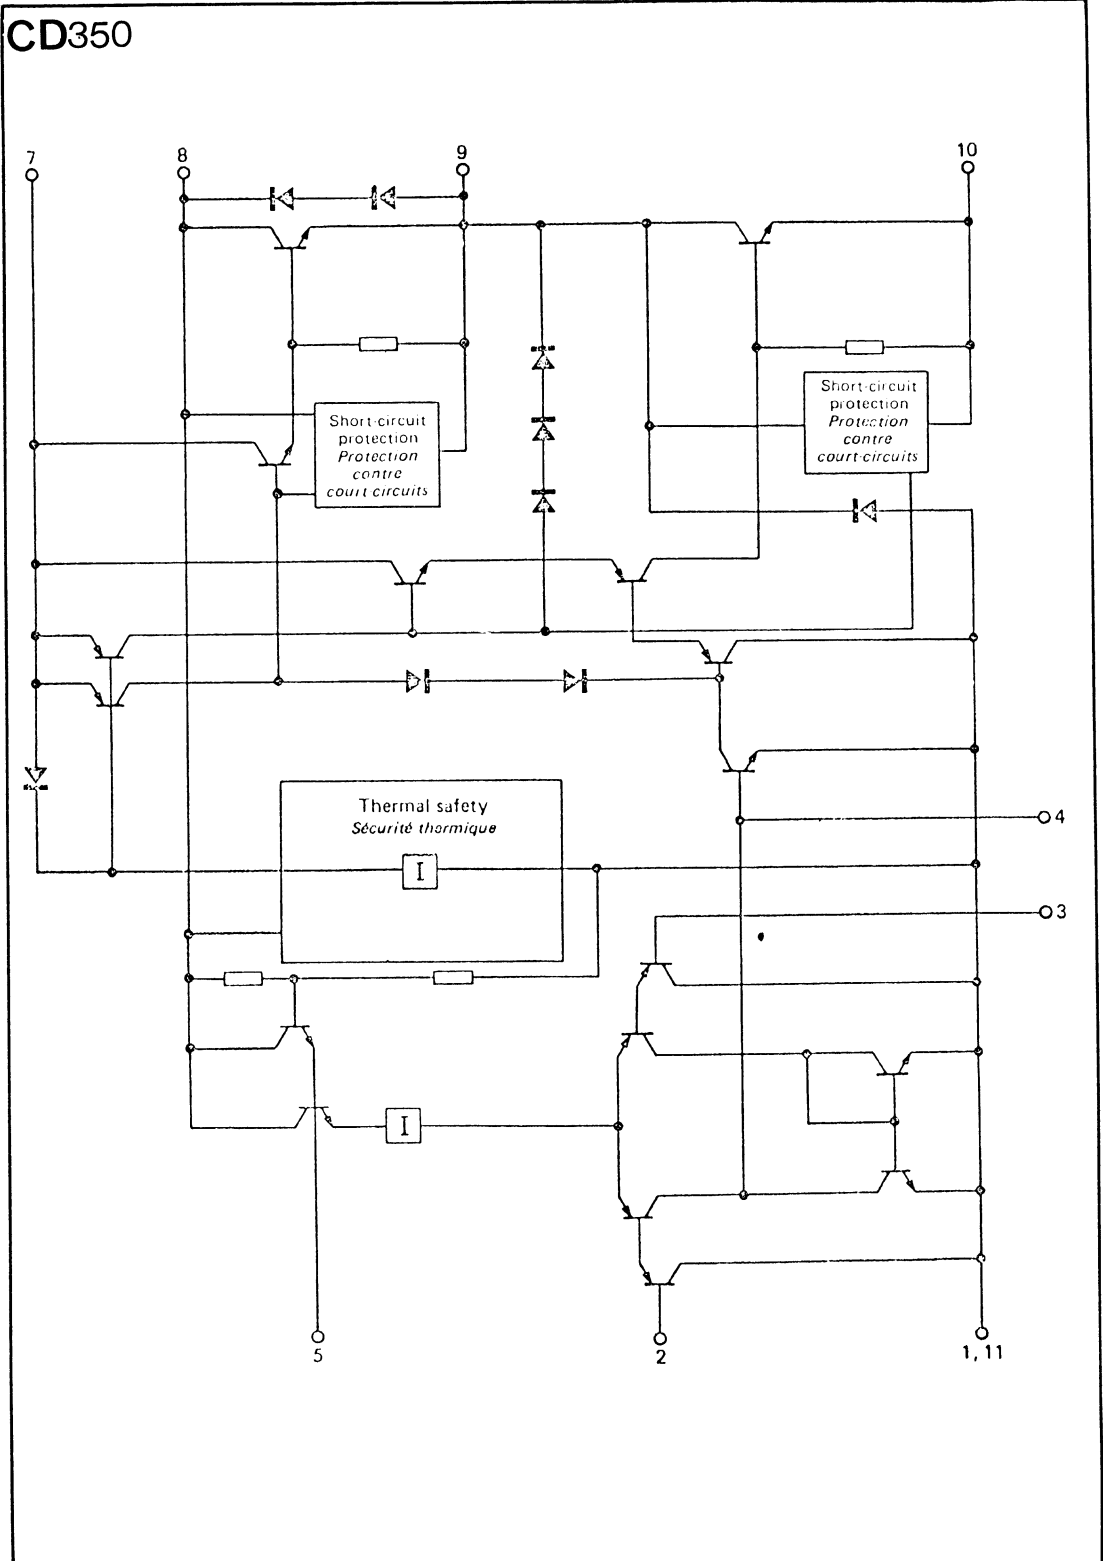 CD350
7
8
9
10
Short-circuit
protection
Protection
contre
court-circuits
Short-circuit
protection
Protection
contre
court circuits
Thermal safety
Sécurité thormique
I
4
3
I
5
2
1, 11